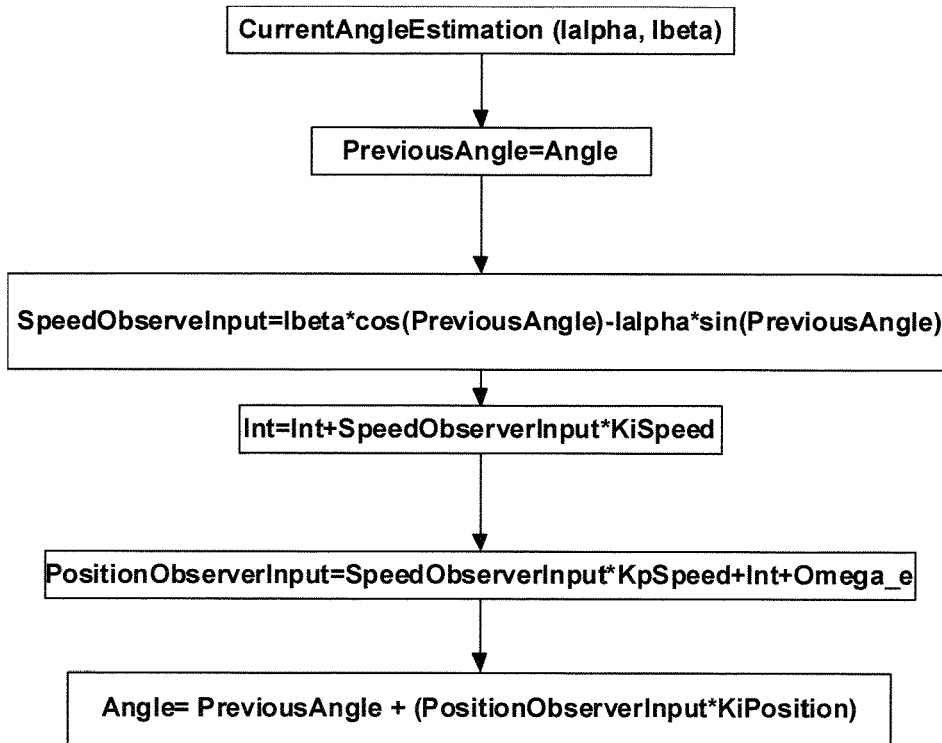 CurrentAngleEstimation (Ialpha, Ibeta)
PreviousAngle=Angle
SpeedObserveInput=Ibeta*cos(PreviousAngle)-Ialpha*sin(PreviousAngle)
Int=Int+SpeedObserverInput*KiSpeed
PositionObserverInput=SpeedObserverInput*KpSpeed+Int+Omega_e
Angle= PreviousAngle + (PositionObserverInput*KiPosition)